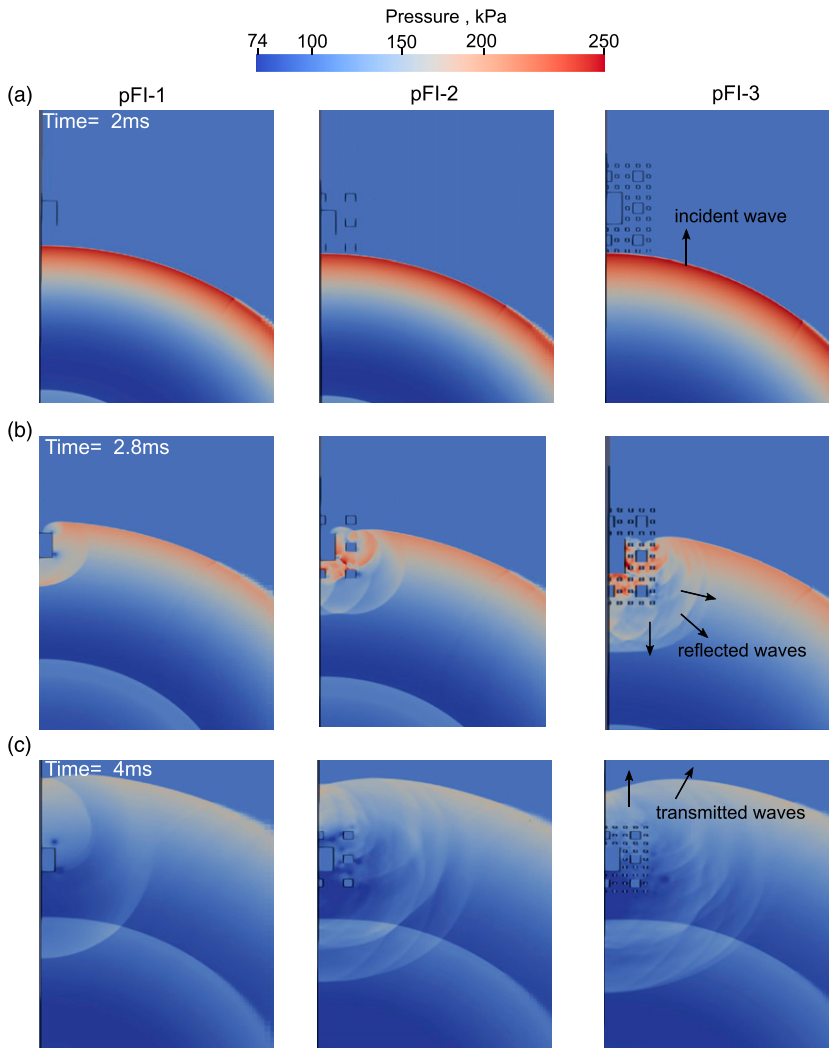 Pressure , kPa
74 100 150 200 250
(a) pFI-1 pFI-2 pFI-3
Time= 2ms
incident wave
(b)
Time= 2.8ms
reflected waves
(c)
Time= 4ms
transmitted waves